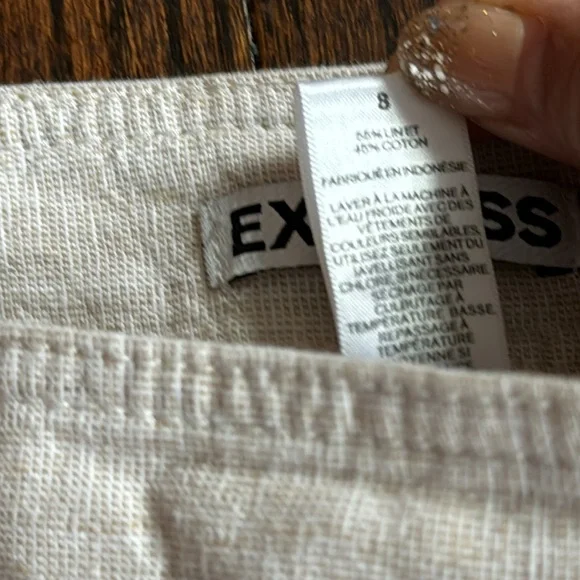 8
55% LIN ET
45% COTON
FABRIQUÉ EN INDONÉSIE
LAVER À LA MACHINE À
L'EAU FROIDE AVEC DES
VÊTEMENTS DE
COULEURS SEMBLABLES,
UTILISEZ SEULEMENT DU
JAVELLISANT SANS
CHLORE SI NÉCESSAIRE.
SÉCHAGE PAR
CULBUTAGE À
TEMPÉRATURE BASSE.
REPASSAGE À
MOYENNE SI
EX SS